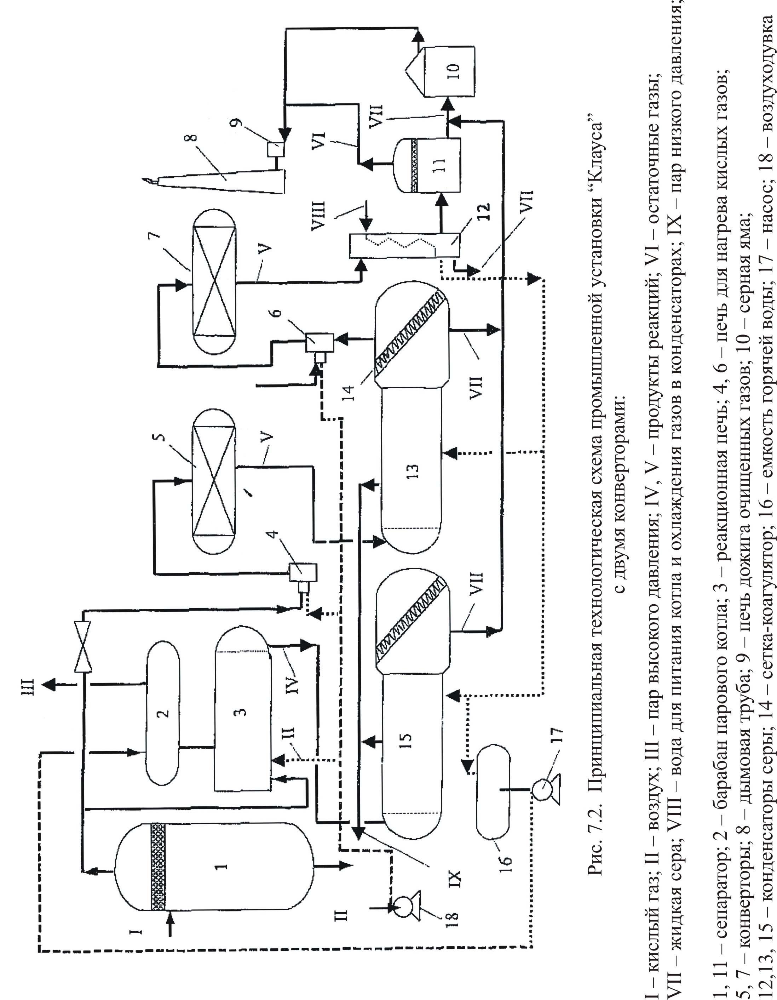 III
7
8
9
5
V
V
VI
VII
4
6
VIII
2
3
IV
II
I
1
14
12
11
10
VII
13
15
VII
VII
II
IX
18
16
17
Рис. 7.2. Принципиальная технологическая схема промышленной установки “Клауса”
с двумя конверторами:
I – кислый газ; II – воздух; III – пар высокого давления; IV, V – продукты реакций; VI – остаточные газы;
VII – жидкая сера; VIII – вода для питания котла и охлаждения газов в конденсаторах; IX – пар низкого давления;
1, 11 – сепаратор; 2 – барабан парового котла; 3 – реакционная печь; 4, 6 – печь для нагрева кислых газов;
5, 7 – конверторы; 8 – дымовая труба; 9 – печь дожига очищенных газов; 10 – серная яма;
12,13, 15 – конденсаторы серы; 14 – сетка-коагулятор; 16 – емкость горячей воды; 17 – насос; 18 – воздуходувка